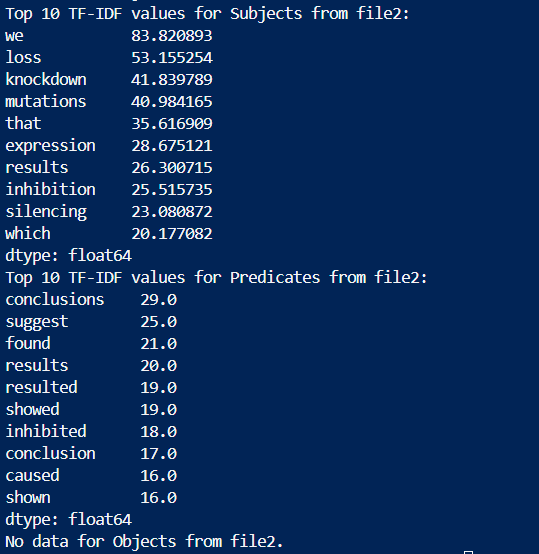 Top 10 TF-IDF values for Subjects from file2:
we              83.820893
loss            53.155254
knockdown       41.839789
mutations       40.984165
that            35.616909
expression      28.675121
results         26.300715
inhibition      25.515735
silencing       23.080872
which           20.177082
dtype: float64
Top 10 TF-IDF values for Predicates from file2:
conclusions     29.0
suggest         25.0
found           21.0
results         20.0
resulted        19.0
showed          19.0
inhibited       18.0
conclusion      17.0
caused          16.0
shown           16.0
dtype: float64
No data for Objects from file2.